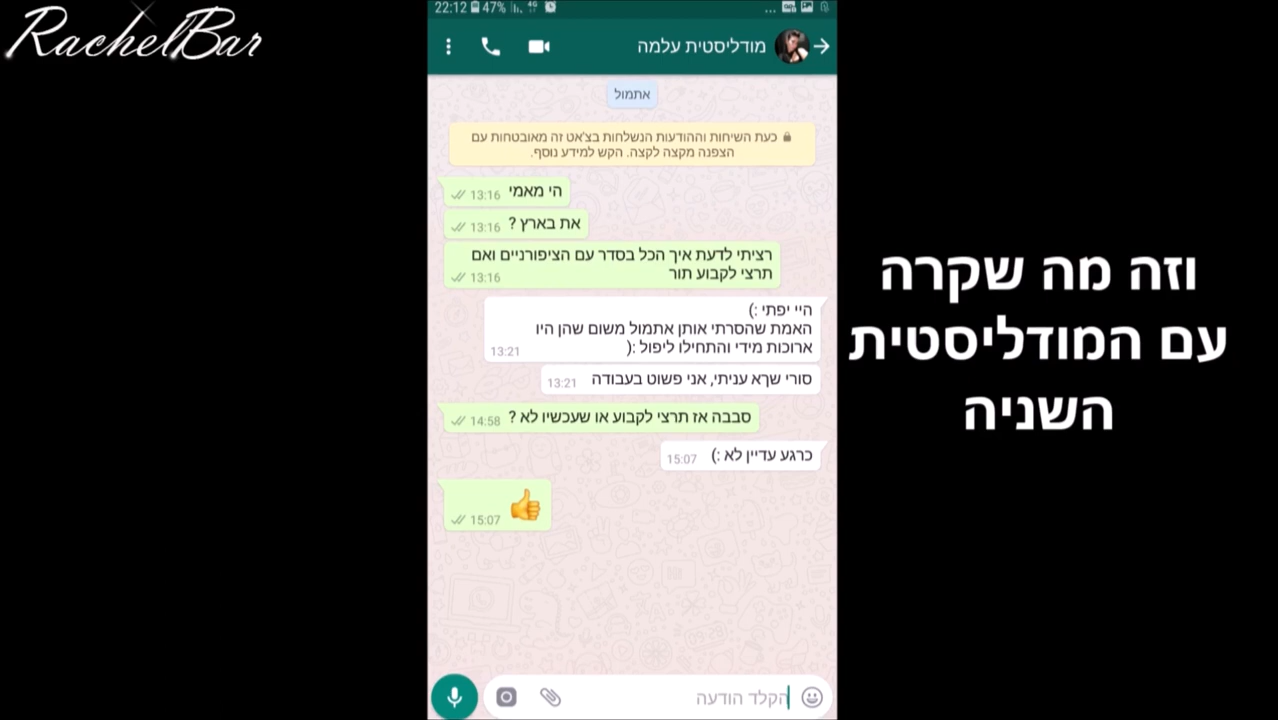 RachelBar
22:12 47% 4G ...
מודליסטית עלמה
אתמול
כעת השיחות וההודעות הנשלחות בצ'אט זה מאובטחות עם
הצפנה מקצה לקצה. הקש למידע נוסף.
הי מאמי 13:16
את בארץ ? 13:16
רציתי לדעת איך הכל בסדר עם הציפורניים ואם
תרצי לקבוע תור 13:16
היי יפתי :)
האמת שהסרתי אותן אתמול משום שהן היו
ארוכות מידי והתחילו ליפול :( 13:21
סורי שרא עניתי, אני פשוט בעבודה 13:21
סבבה אז תרצי לקבוע או שעכשיו לא ? 14:58
כרגע עדיין לא :) 15:07
👍 15:07
הקלד הודעה
וזה מה שקרה
עם המודליסטית
השניה